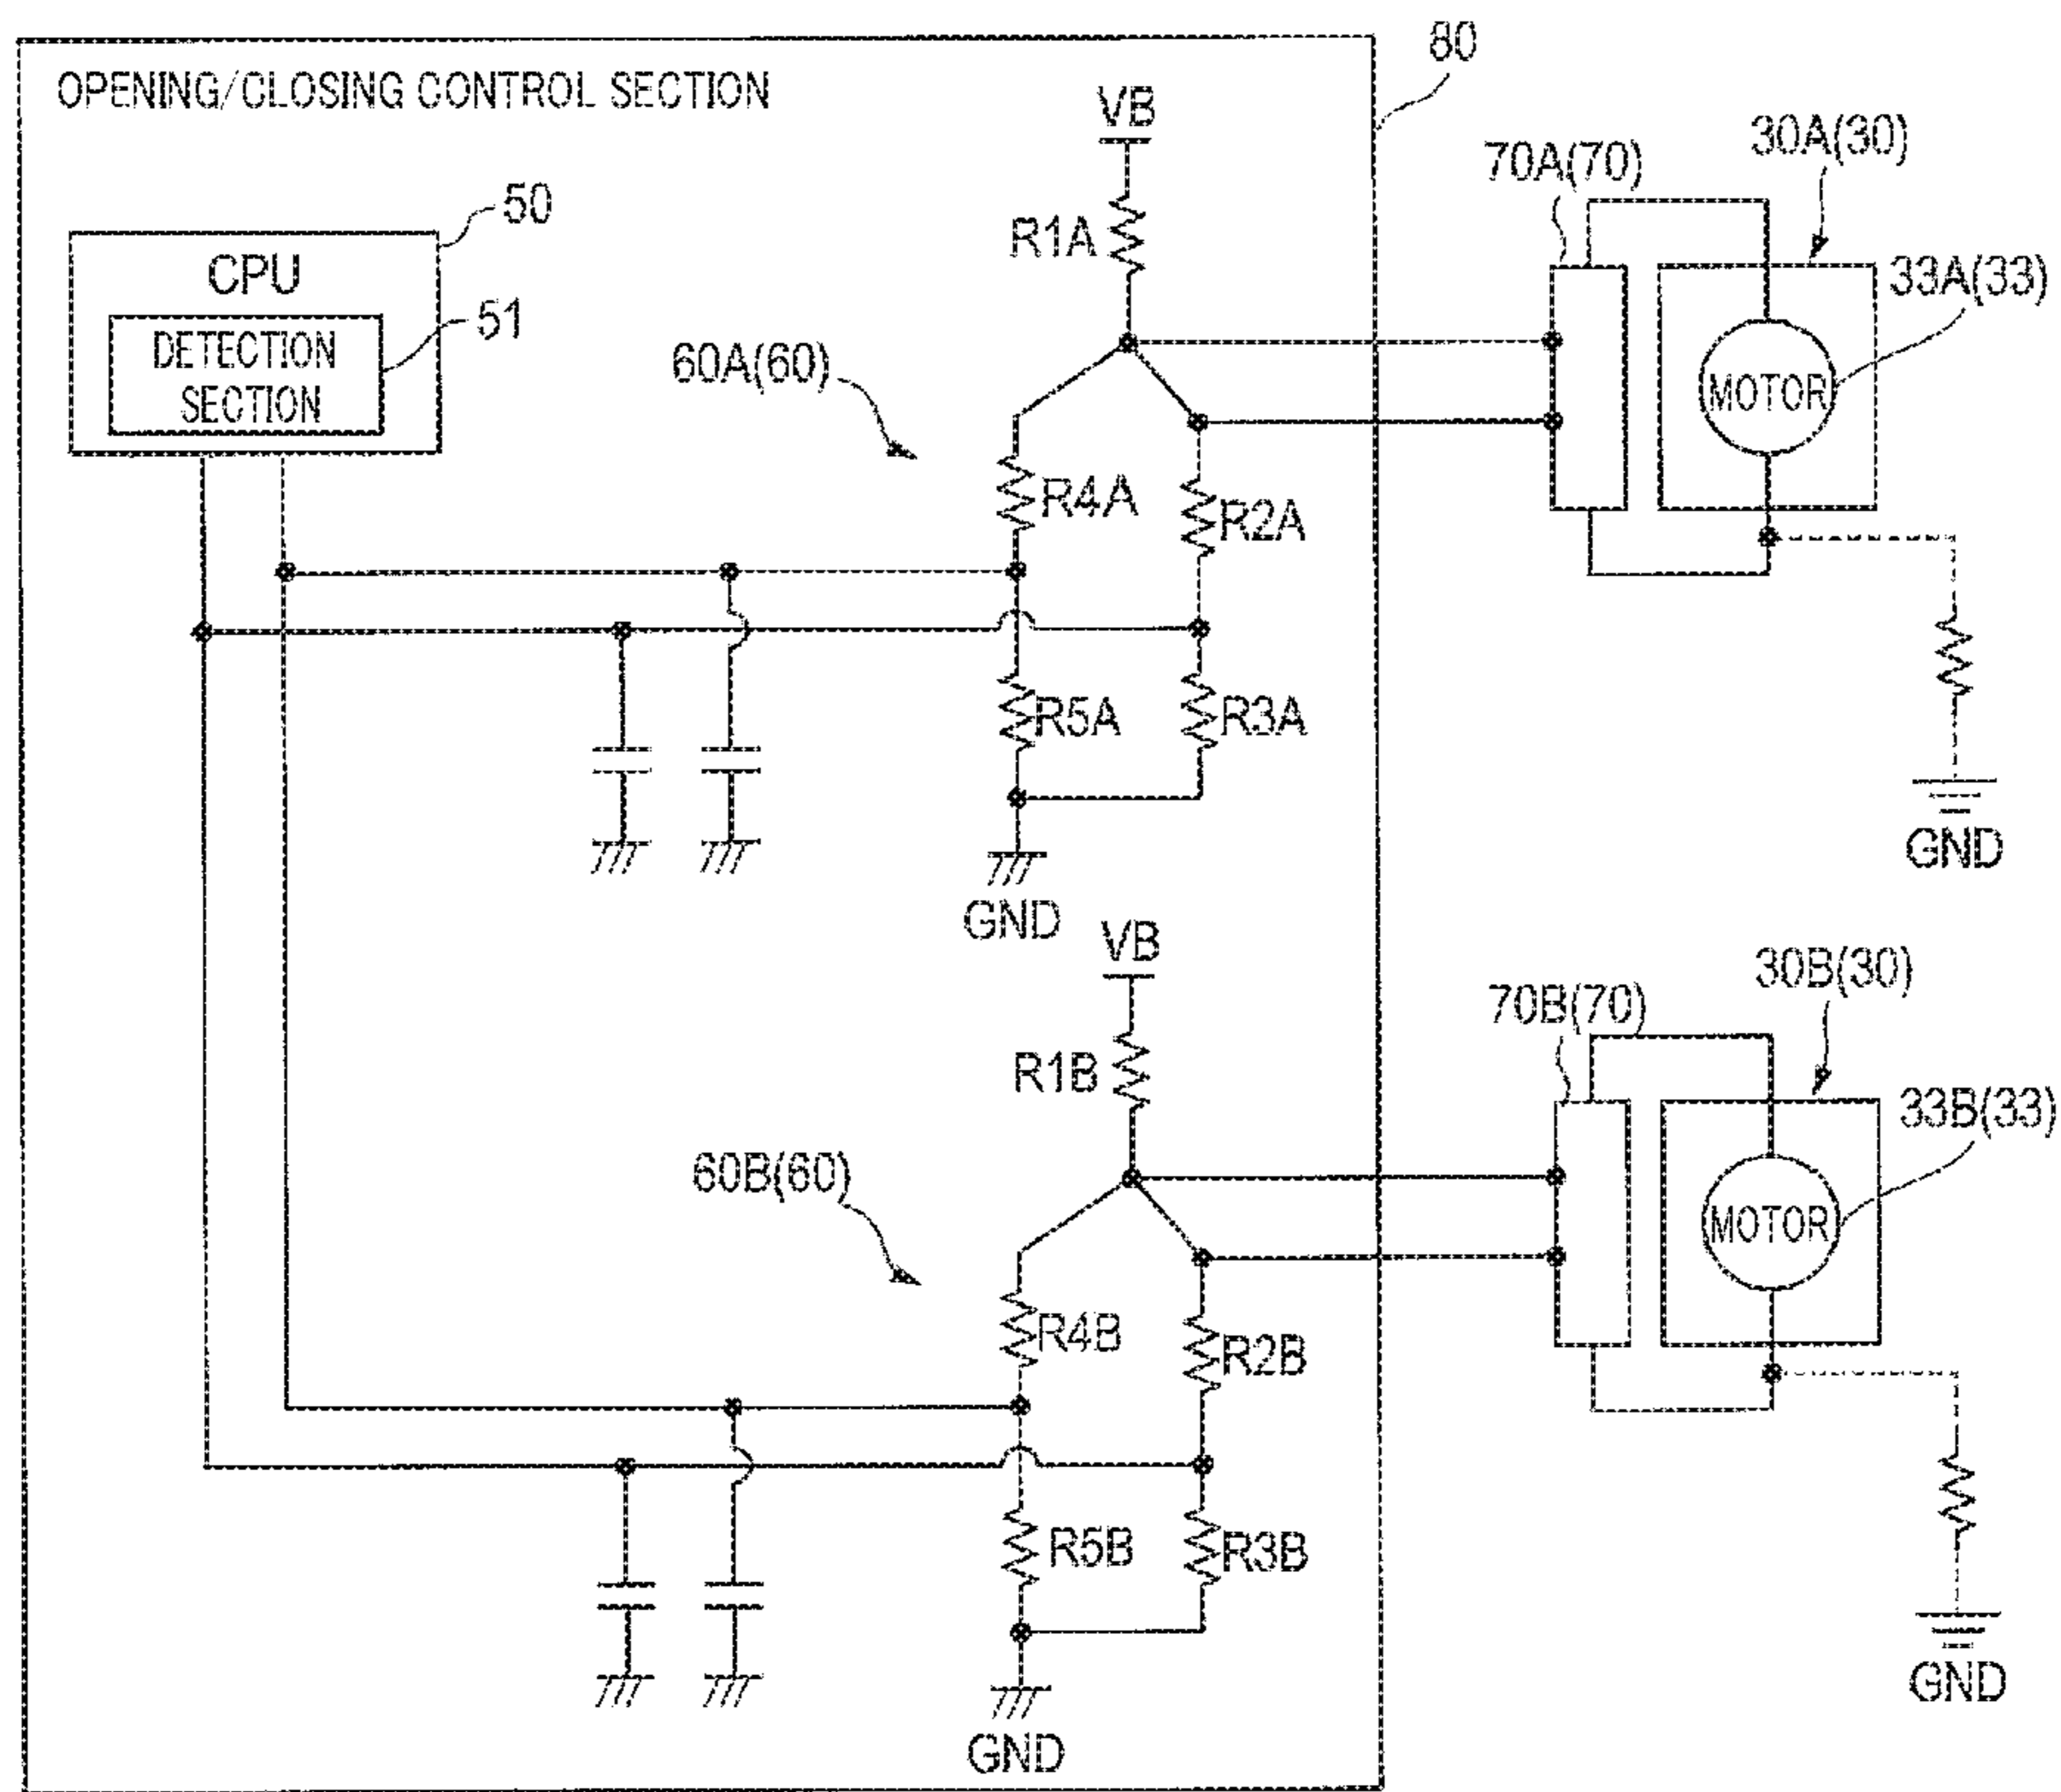 80
OPENING/CLOSING CONTROL SECTION
VB
70A(70)
30A(30)
50
CPU
R1A
33A(33)
51
DETECTION
SECTION
60A(60)
MOTOR
R4A
R2A
R5A
R3A
GND
GND
VB
70B(70)
30B(30)
R1B
33B(33)
60B(60)
MOTOR
R4B
R2B
R5B
R3B
GND
GND